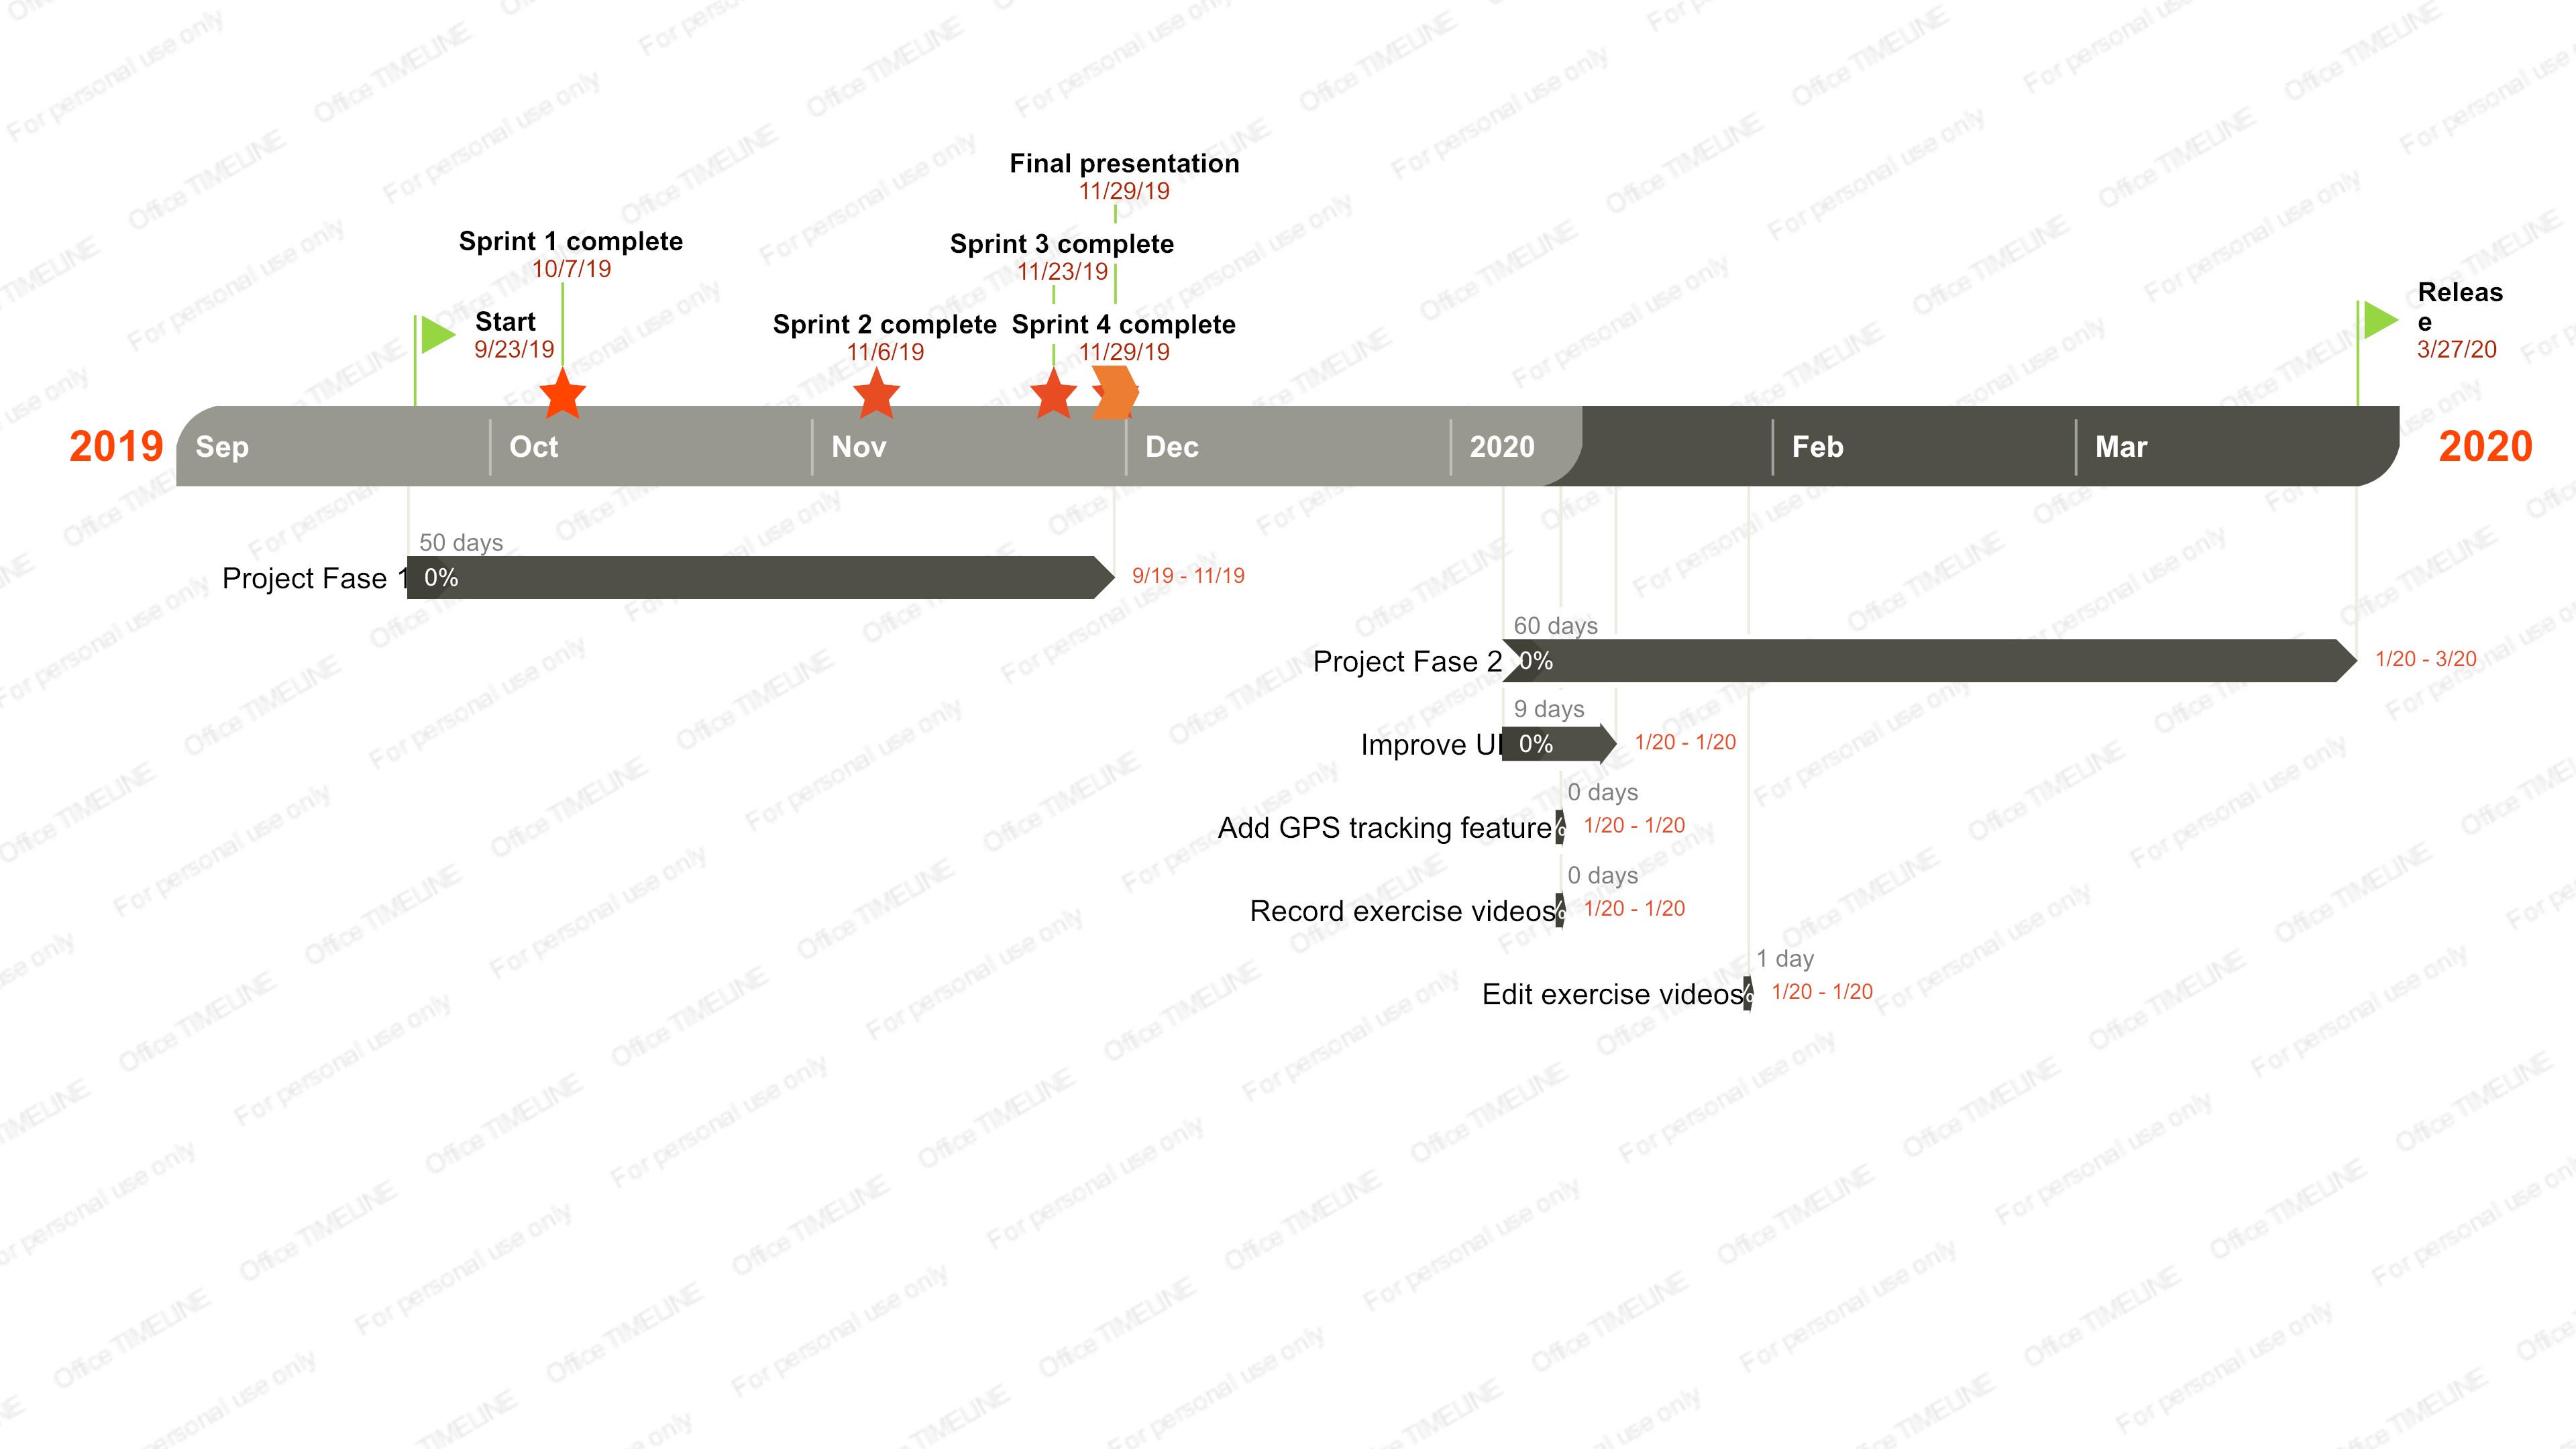 Final presentation
11/29/19
Sprint 1 complete
10/7/19
Sprint 3 complete
11/23/19
Start
9/23/19
Sprint 2 complete
11/6/19
Sprint 4 complete
11/29/19
Releas
e
3/27/20
2019
Sep
Oct
Nov
Dec
2020
Feb
Mar
2020
50 days
Project Fase 1
0%
9/19 - 11/19
60 days
Project Fase 2
0%
1/20 - 3/20
9 days
Improve UI
0%
1/20 - 1/20
0 days
Add GPS tracking feature
1/20 - 1/20
0 days
Record exercise videos
1/20 - 1/20
1 day
Edit exercise videos
1/20 - 1/20
Office TIMELINE
For personal use only